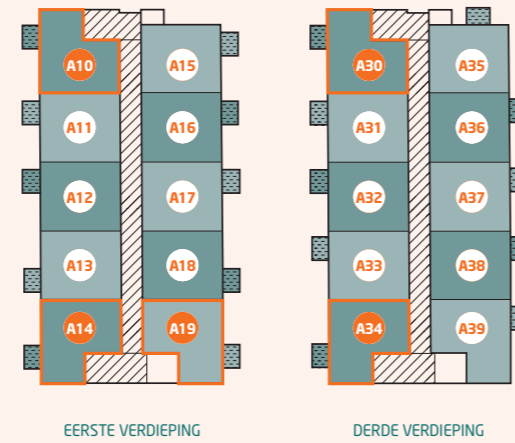 A10 A15 A30 A35
A11 A16 A31 A36
A12 A17 A32 A37
A13 A18 A33 A38
A14 A19 A34 A39
EERSTE VERDIEPING DERDE VERDIEPING